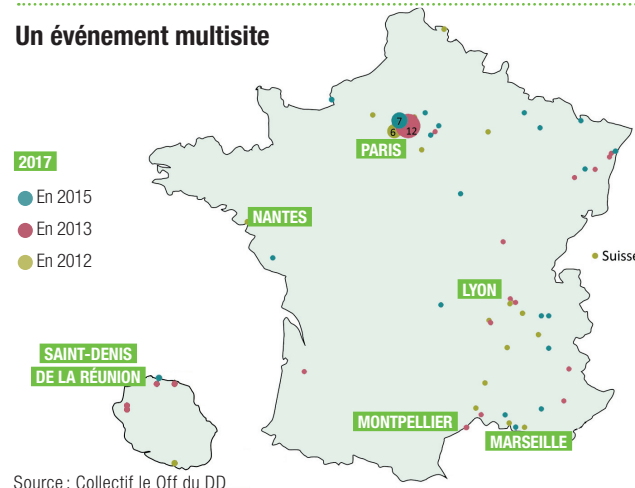 Un événement multisite
7
6
12
PARIS
2017
En 2015
En 2013
NANTES
En 2012
Suisse
LYON
SAINT-DENIS
DE LA RÉUNION
MONTPELLIER
MARSEILLE
Source : Collectif le Off du DD